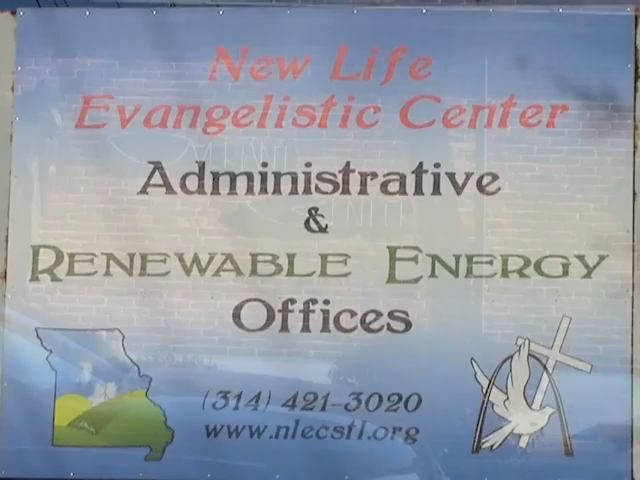 New Life
Evangelistic Center
Administrative
&
RENEWABLE ENERGY
Offices
(314) 421-3020
www.nlecstl.org